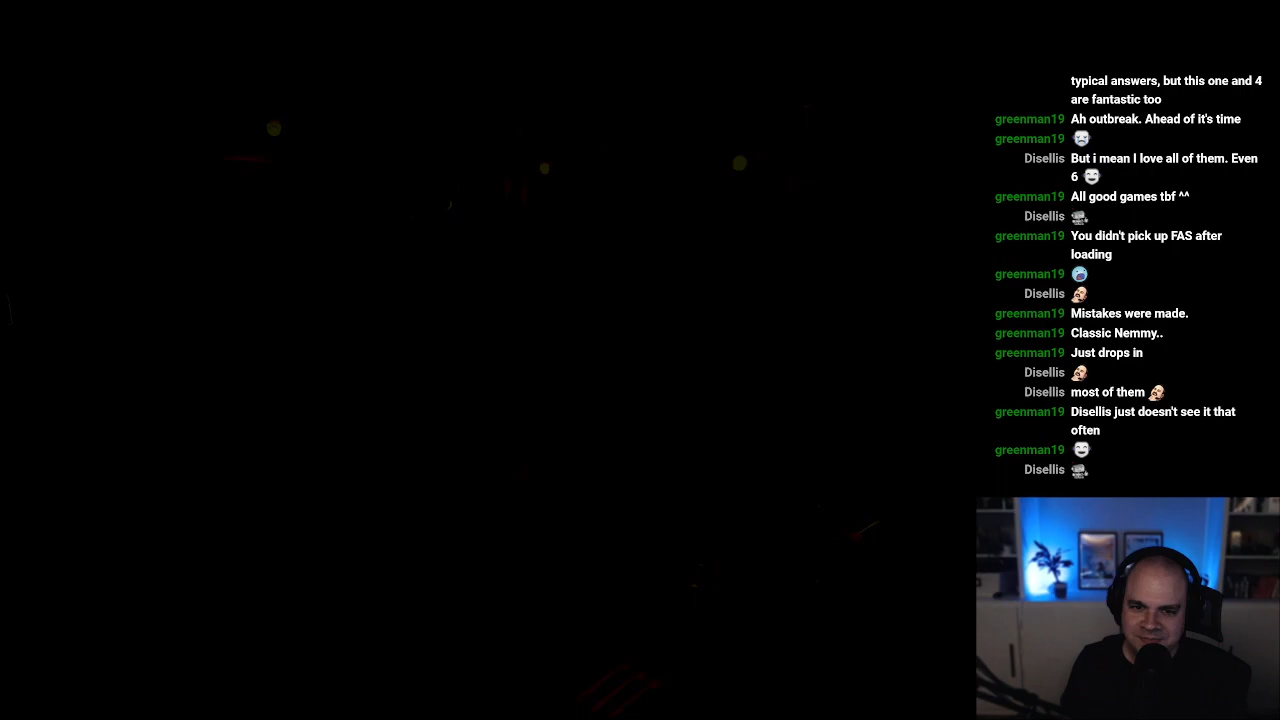 typical answers, but this one and 4
are fantastic too
greenman19 Ah outbreak. Ahead of it's time
greenman19
Disellis But i mean I love all of them. Even
6
greenman19 All good games tbf ^^
Disellis
greenman19 You didn't pick up FAS after
loading
greenman19
Disellis
greenman19 Mistakes were made.
greenman19 Classic Nemmy..
greenman19 Just drops in
Disellis
Disellis most of them
greenman19 Disellis just doesn't see it that
often
greenman19
Disellis